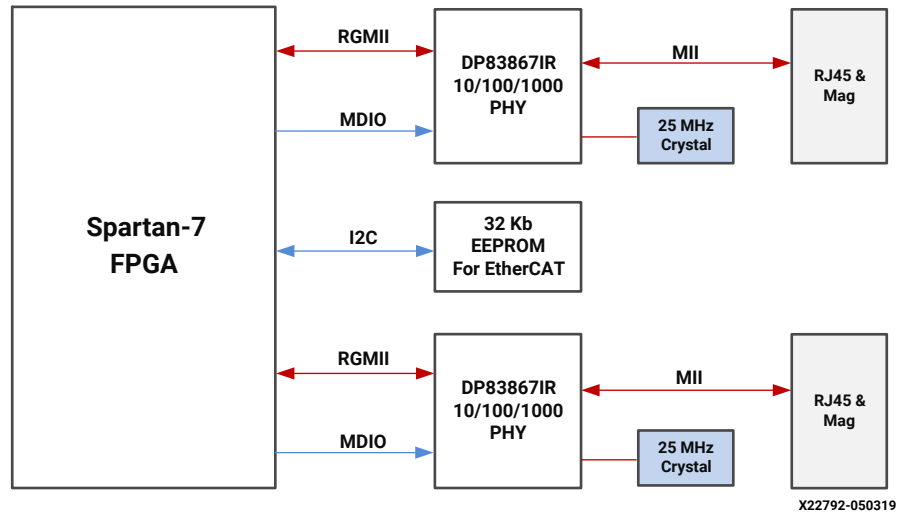 RGMII
DP83867IR
10/100/1000
PHY
MII
RJ45 &
Mag
MDIO
25 MHz
Crystal
Spartan-7
FPGA
I2C
32 Kb
EEPROM
For EtherCAT
RGMII
DP83867IR
10/100/1000
PHY
MII
RJ45 &
Mag
MDIO
25 MHz
Crystal
X22792-050319